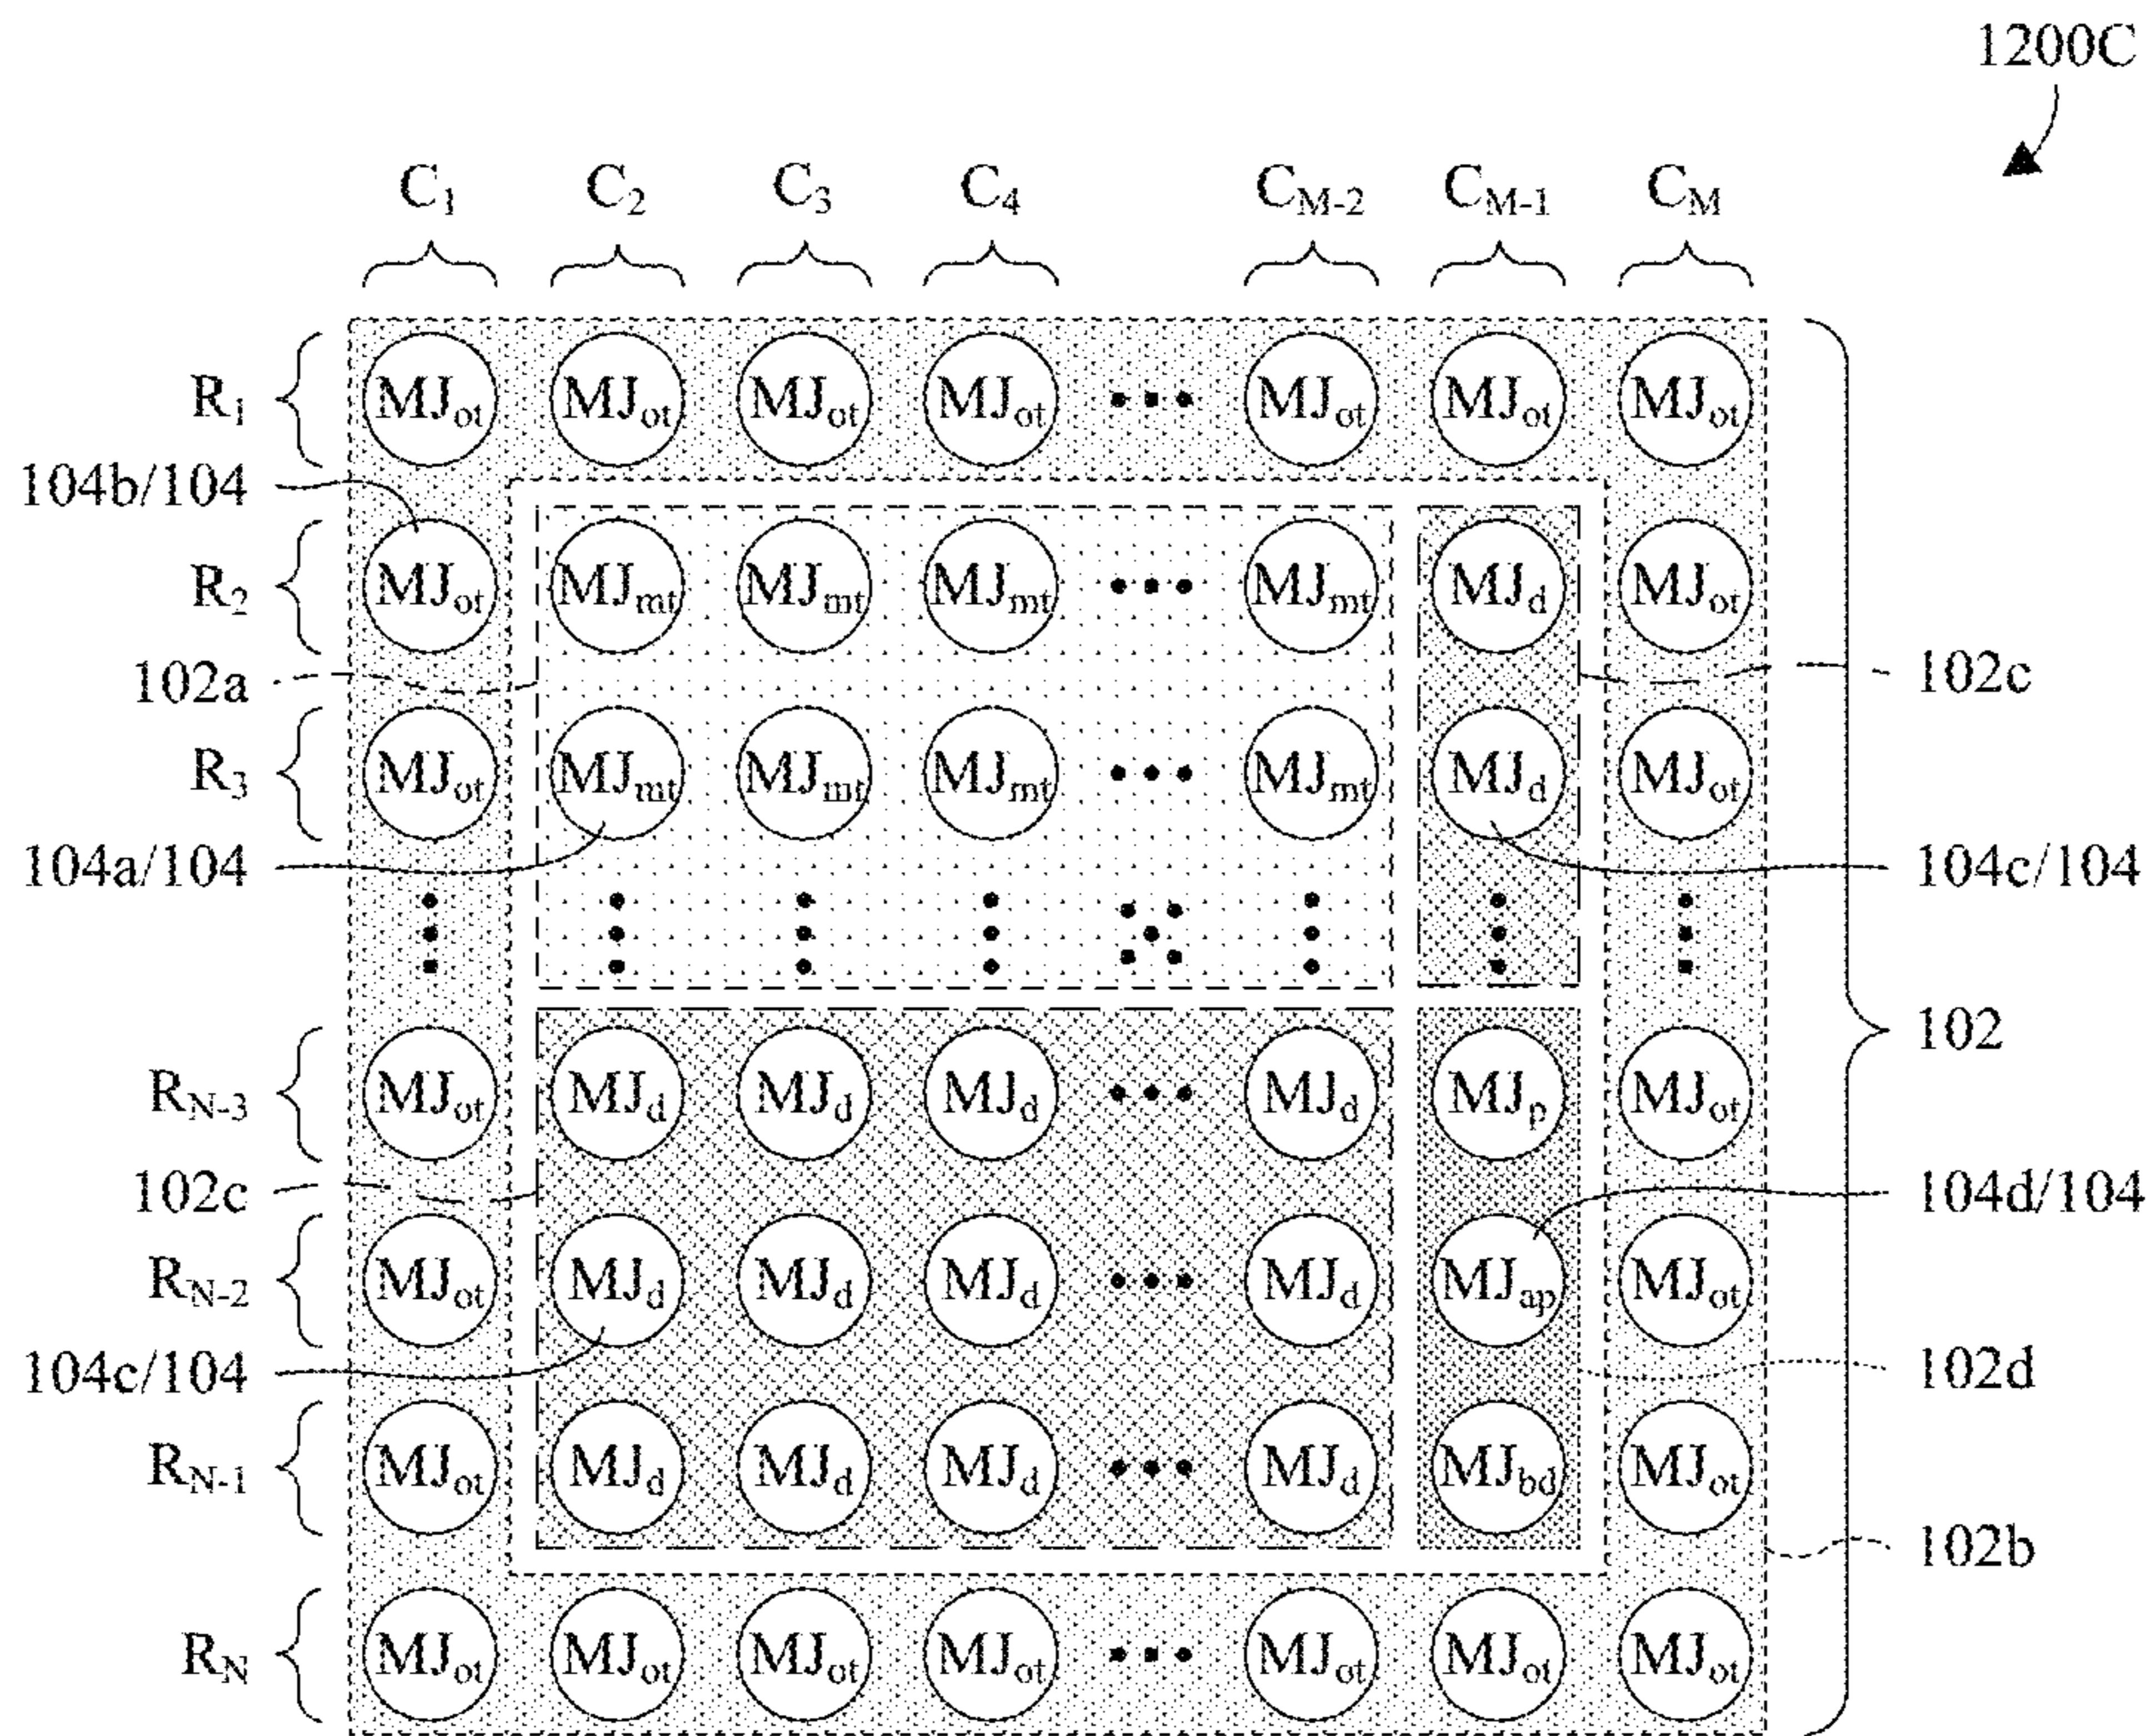 1200C
C1 C2 C3 C4 CM-2 CM-1 CM
R1 MJot MJot MJot MJot ••• MJot MJot MJot
104b/104
R2 MJot MJmt MJmt MJmt ••• MJmt MJd MJot
102a 102c
R3 MJot MJmt MJmt MJmt ••• MJmt MJd MJot
104a/104 104c/104
102
RN-3 MJot MJd MJd MJd ••• MJd MJp MJot
102c 104d/104
RN-2 MJot MJd MJd MJd ••• MJd MJap MJot
104c/104 102d
RN-1 MJot MJd MJd MJd ••• MJd MJbd MJot
102b
RN MJot MJot MJot MJot ••• MJot MJot MJot